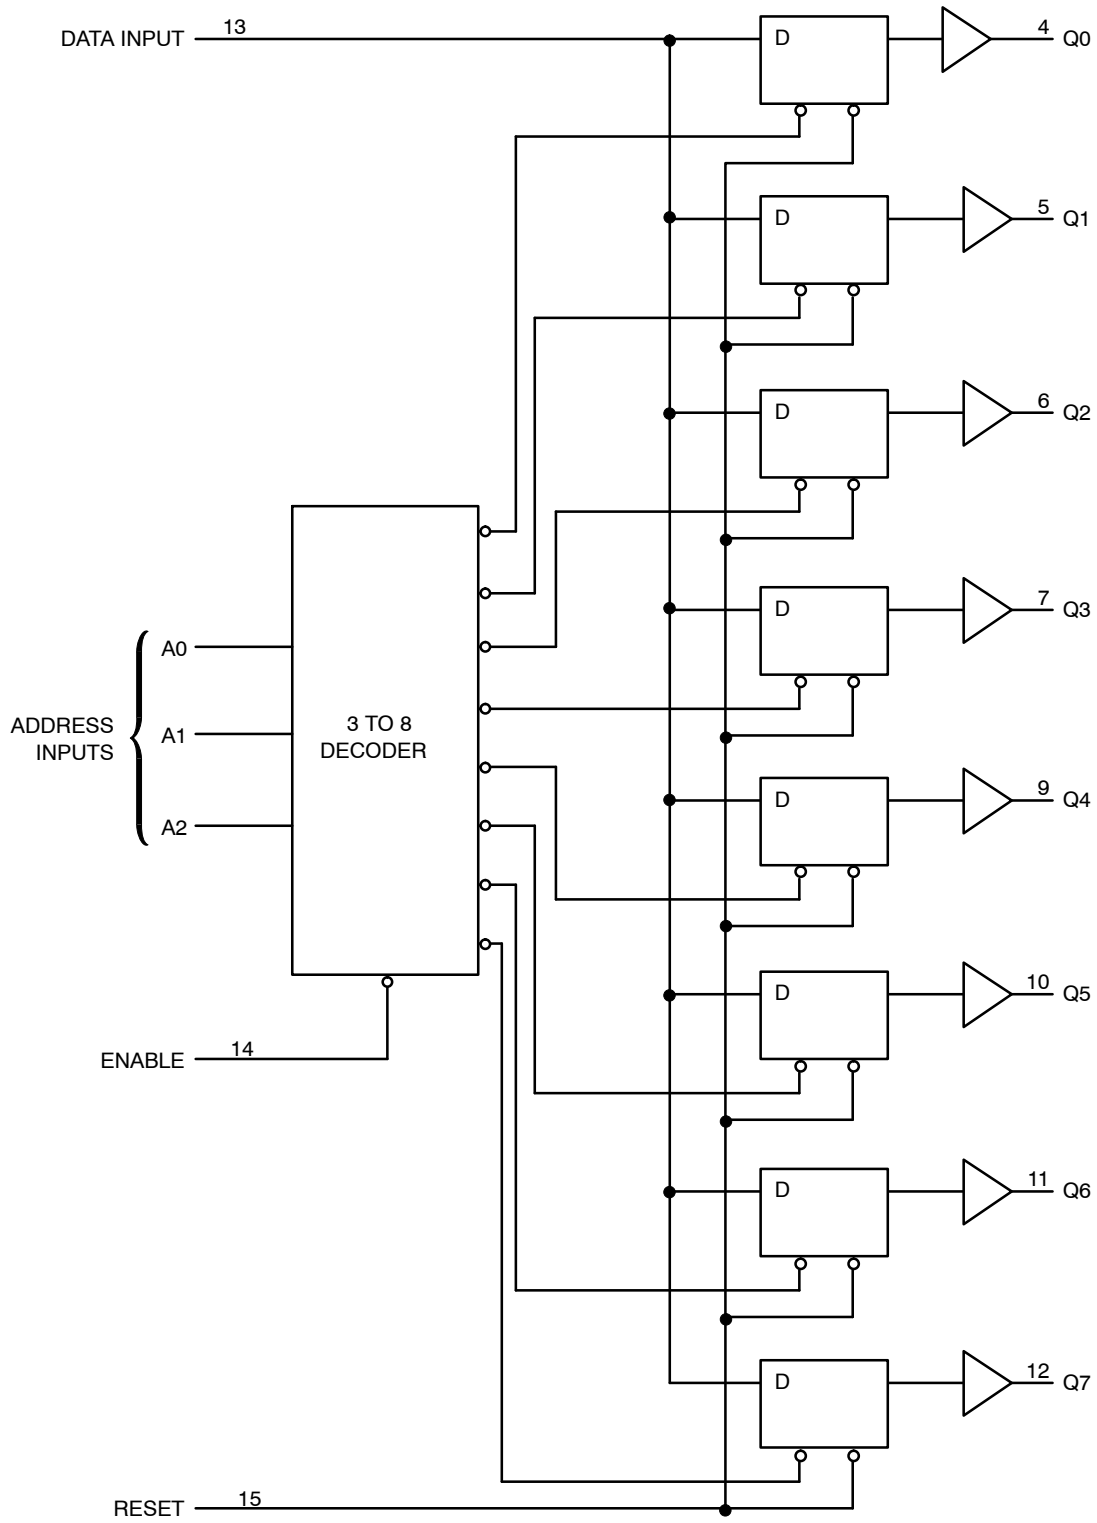 DATA INPUT
13
D
4
Q0
D
5
Q1
D
6
Q2
D
7
Q3
A0
ADDRESS
INPUTS
A1
A2
3 TO 8
DECODER
D
9
Q4
D
10
Q5
ENABLE
14
D
11
Q6
D
12
Q7
RESET
15